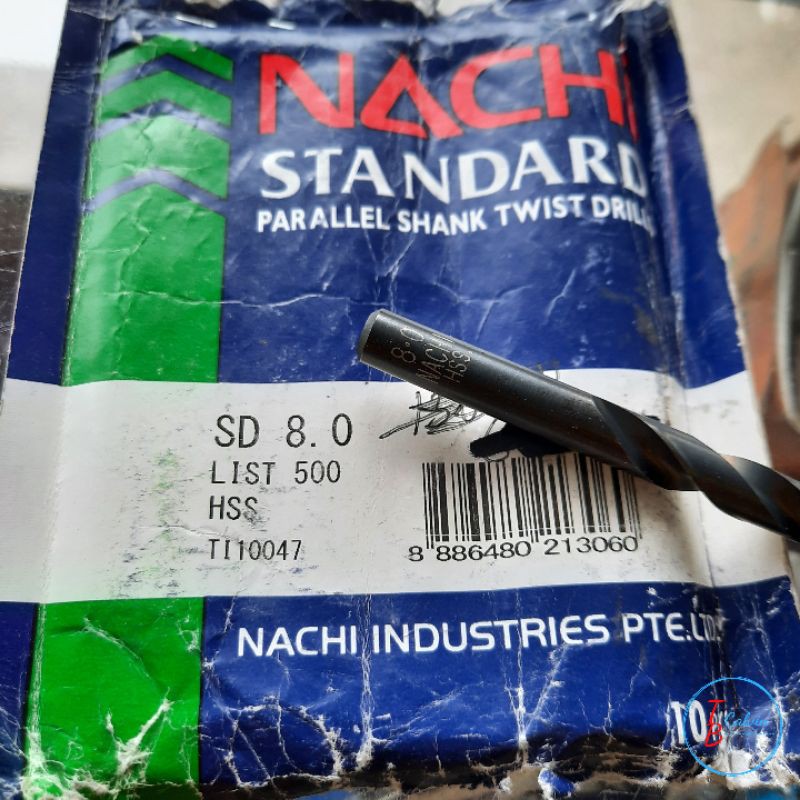 NACHI
STANDARD
PARALLEL SHANK TWIST DRILL
8.0
NACHI
HSS
SD 8.0
LIST 500
HSS
TI10047
8 886480 213060
NACHI INDUSTRIES PTE.LTD.
10